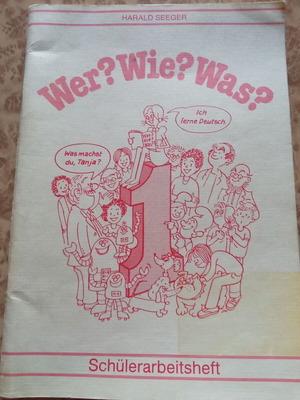 HARALD SEEGER
Wer? Wie? Was?
Ich
lerne Deutsch.
Was machst
du, Tanja?
1
Schülerarbeitsheft